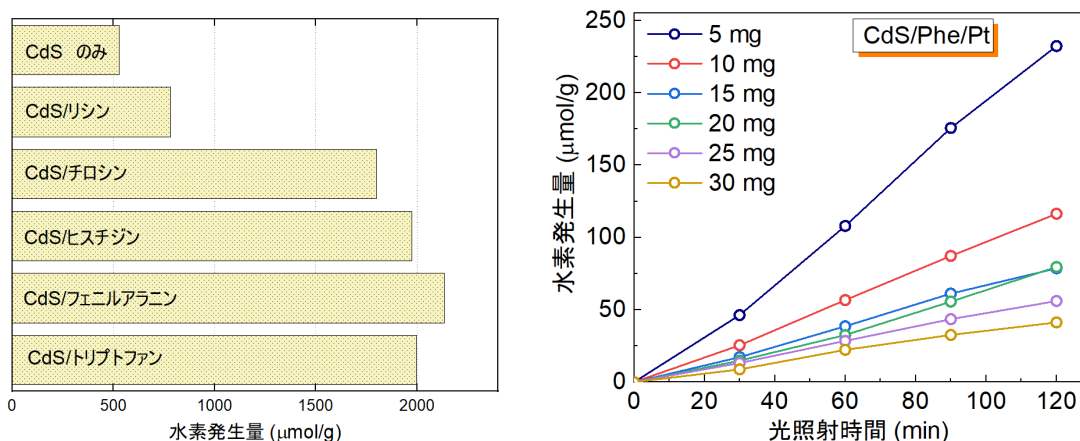 CdS のみ
CdS/リシン
CdS/チロシン
CdS/ヒスチジン
CdS/フェニルアラニン
CdS/トリプトファン
0 500 1000 1500 2000
水素発生量 (μmol/g)
CdS/Phe/Pt
5 mg
10 mg
15 mg
20 mg
25 mg
30 mg
250
200
150
100
50
0
水素発生量 (μmol/g)
0 20 40 60 80 100 120
光照射時間 (min)